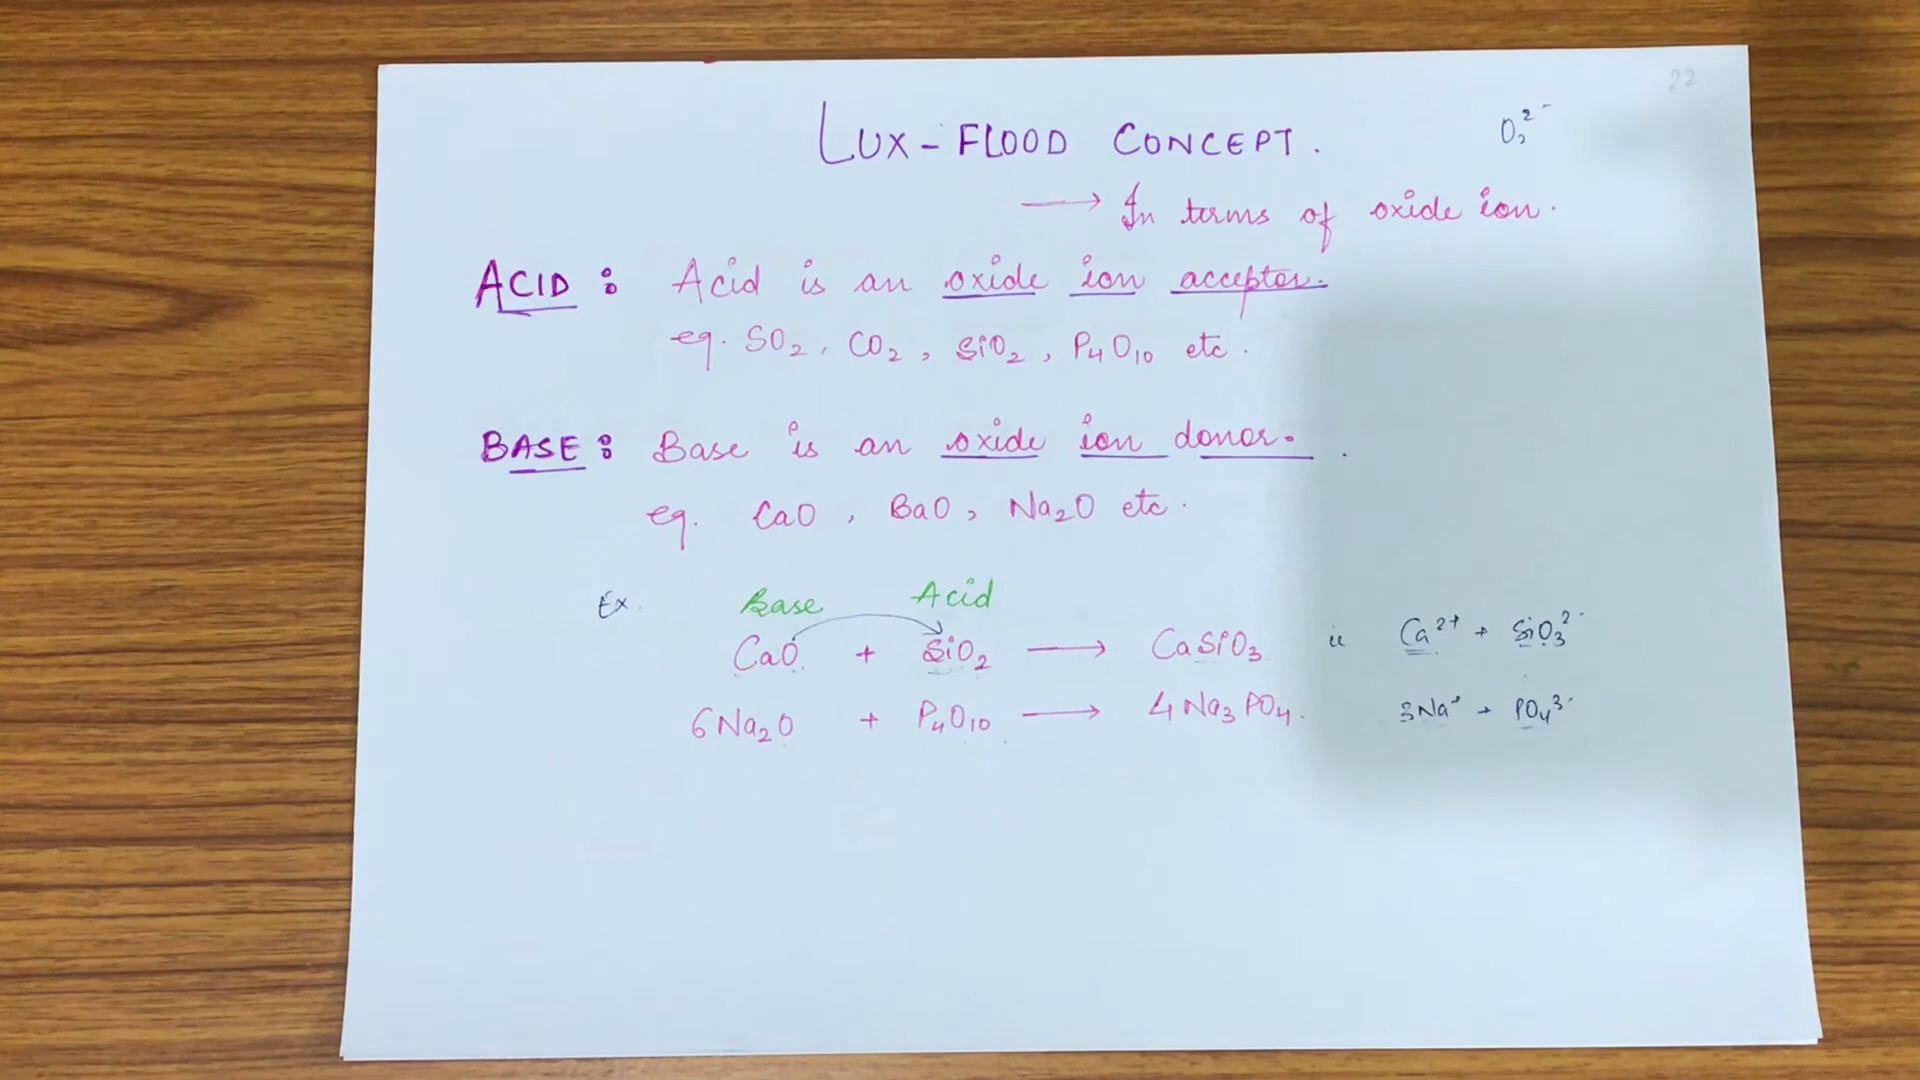 22
LUX-FLOOD CONCEPT.
O₂²⁻
→ In terms of oxide ion.
ACID : Acid is an oxide ion acceptor.
eg. SO₂, CO₂, SiO₂, P₄O₁₀ etc.
BASE : Base is an oxide ion donor.
eg. CaO, BaO, Na₂O etc.
Ex. Base Acid
CaO + SiO₂ → CaSiO₃ ie Ca²⁺ + SiO₃²⁻
6Na₂O + P₄O₁₀ → 4Na₃PO₄. 3Na⁺ + PO₄³⁻